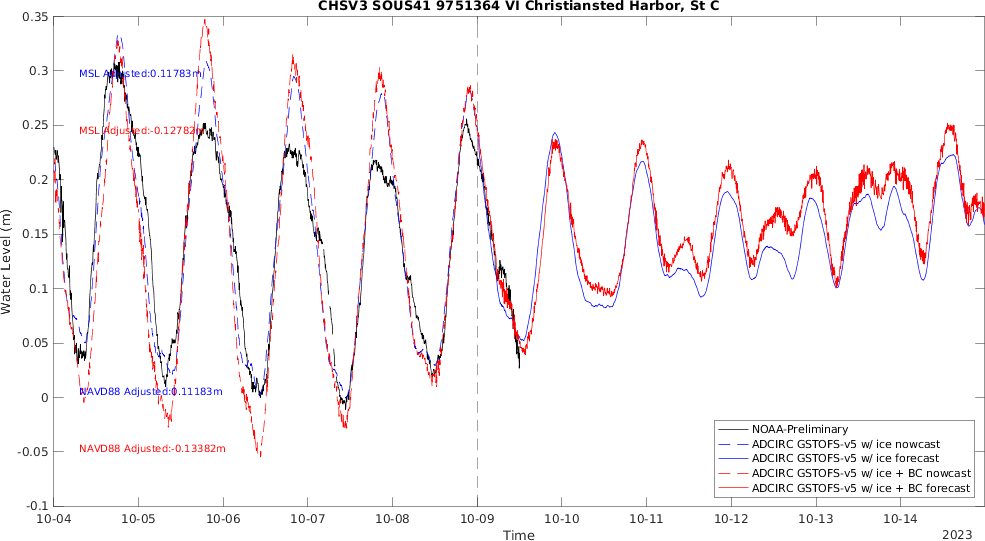 CHSV3 SOUS41 9751364 VI Christiansted Harbor, St C
0.35
0.3
0.25
0.2
0.15
0.1
0.05
0
-0.05
-0.1
Water Level (m)
MSL Adjusted:0.11783m
MSL Adjusted:-0.12782m
NAVD88 Adjusted:0.11183m
NAVD88 Adjusted:-0.13382m
NOAA-Preliminary
ADCIRC GSTOFS-v5 w/ ice nowcast
ADCIRC GSTOFS-v5 w/ ice forecast
ADCIRC GSTOFS-v5 w/ ice + BC nowcast
ADCIRC GSTOFS-v5 w/ ice + BC forecast
10-04 10-05 10-06 10-07 10-08 10-09 10-10 10-11 10-12 10-13 10-14
Time
2023